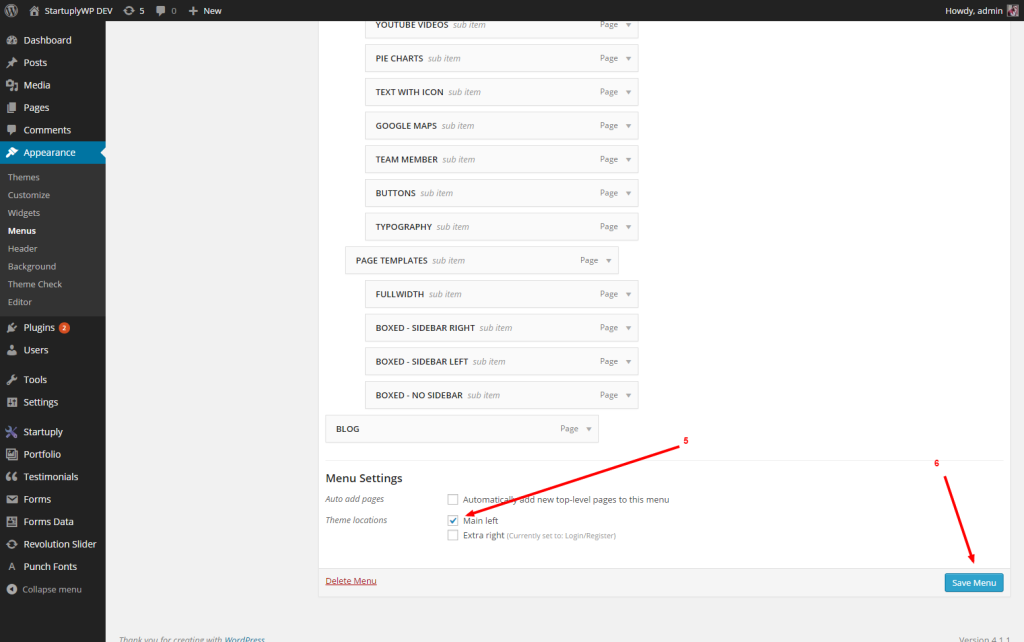 StartuplyWP DEV 5 0 New Howdy, admin
Dashboard
Posts
Media
Pages
Comments
Appearance
Themes
Customize
Widgets
Menus
Header
Background
Theme Check
Editor
Plugins 2
Users
Tools
Settings
Startuply
Portfolio
Testimonials
Forms
Forms Data
Revolution Slider
Punch Fonts
Collapse menu
YOUTUBE VIDEOS sub item Page
PIE CHARTS sub item Page
TEXT WITH ICON sub item Page
GOOGLE MAPS sub item Page
TEAM MEMBER sub item Page
BUTTONS sub item Page
TYPOGRAPHY sub item Page
PAGE TEMPLATES sub item Page
FULLWIDTH sub item Page
BOXED - SIDEBAR RIGHT sub item Page
BOXED - SIDEBAR LEFT sub item Page
BOXED - NO SIDEBAR sub item Page
BLOG Page
5
6
Menu Settings
Auto add pages Automatically add new top-level pages to this menu
Theme locations Main left
Extra right (Currently set to: Login/Register)
Delete Menu Save Menu
Thank you for creating with WordPress Version 4.1.1